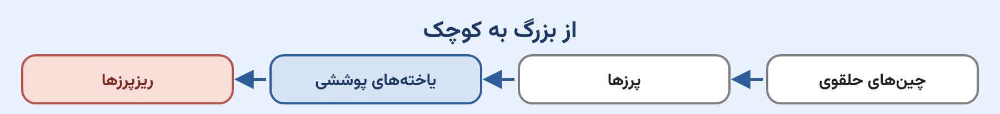 از بزرگ به کوچک
چین‌های حلقوی
پرزها
یاخته‌های پوششی
ریزپرزها